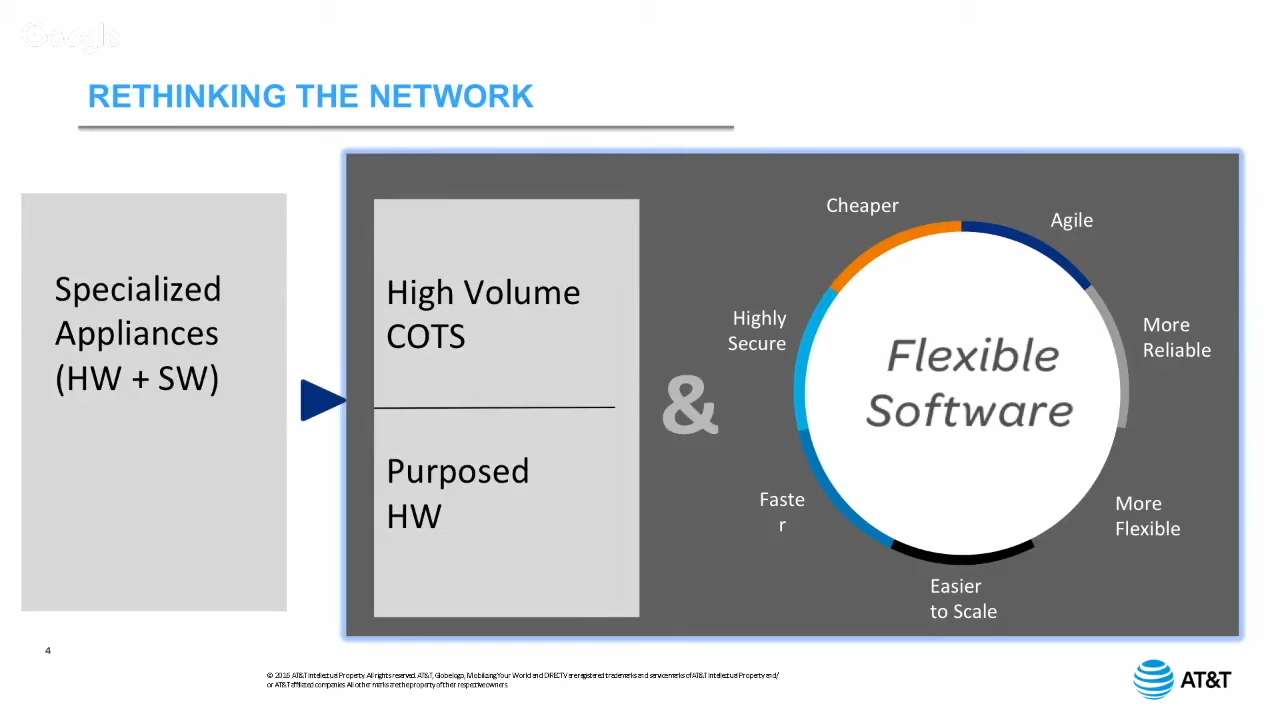 Google
RETHINKING THE NETWORK
Specialized
Appliances
(HW + SW)
High Volume
COTS
Purposed
HW
&
Cheaper
Agile
Highly
Secure
More
Reliable
Flexible
Software
Faste
r
More
Flexible
Easier
to Scale
4
© 2016 AT&T Intellectual Property. All rights reserved. AT&T, Globe logo, Mobilizing Your World and DIRECTV are registered trademarks and service marks of AT&T Intellectual Property and/
or AT&T affiliated companies. All other marks are the property of their respective owners.
AT&T